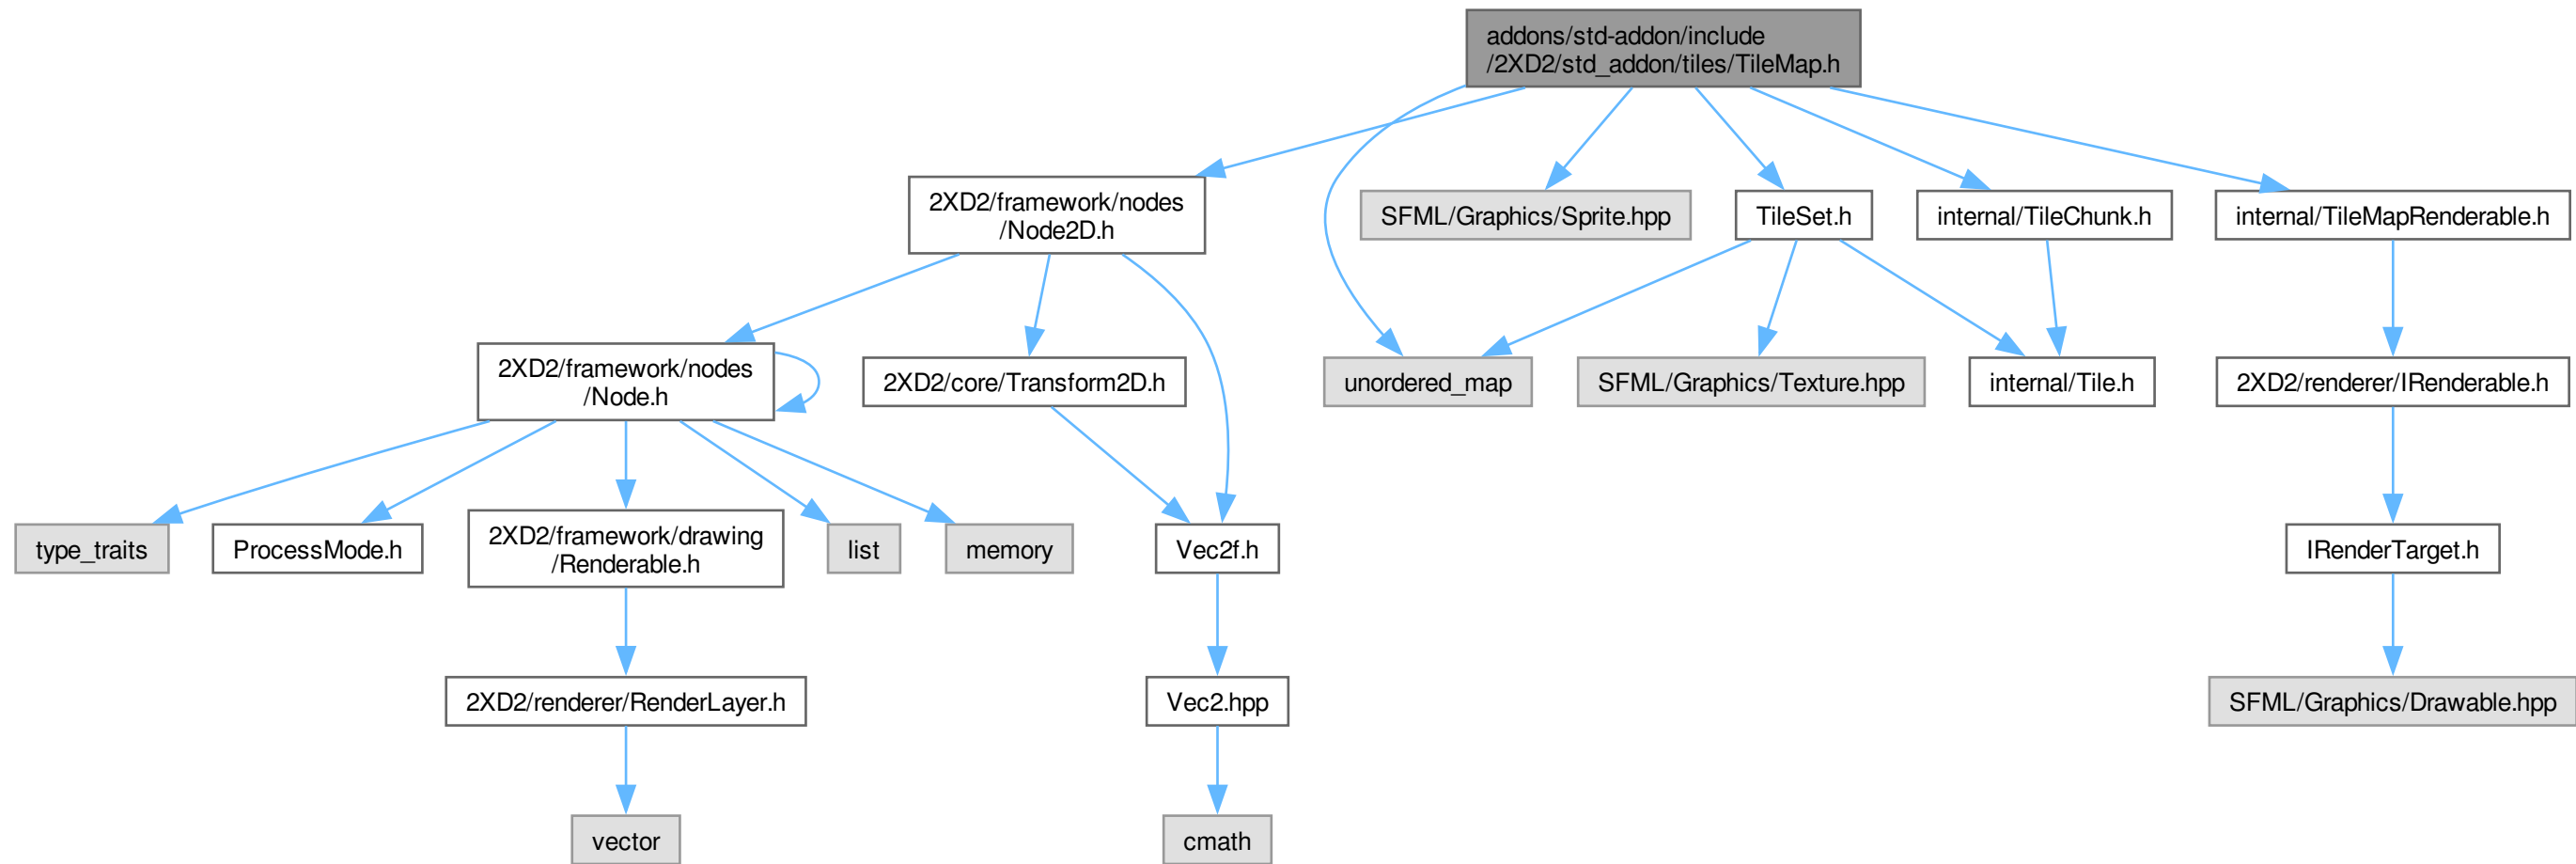 addons/std-addon/include
/2XD2/std_addon/tiles/TileMap.h
2XD2/framework/nodes
/Node2D.h
SFML/Graphics/Sprite.hpp
TileSet.h
internal/TileChunk.h
internal/TileMapRenderable.h
2XD2/framework/nodes
/Node.h
2XD2/core/Transform2D.h
unordered_map
SFML/Graphics/Texture.hpp
internal/Tile.h
2XD2/renderer/IRenderable.h
type_traits
ProcessMode.h
2XD2/framework/drawing
/Renderable.h
list
memory
Vec2f.h
IRenderTarget.h
2XD2/renderer/RenderLayer.h
Vec2.hpp
SFML/Graphics/Drawable.hpp
vector
cmath